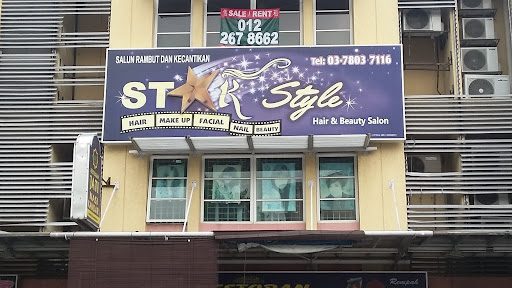 SALE / RENT
012
267 8662
SALUN RAMBUT DAN KECANTIKAN
Tel: 03-7803 7116
STAR Style
HAIR MAKE UP FACIAL NAIL BEAUTY
Hair & Beauty Salon